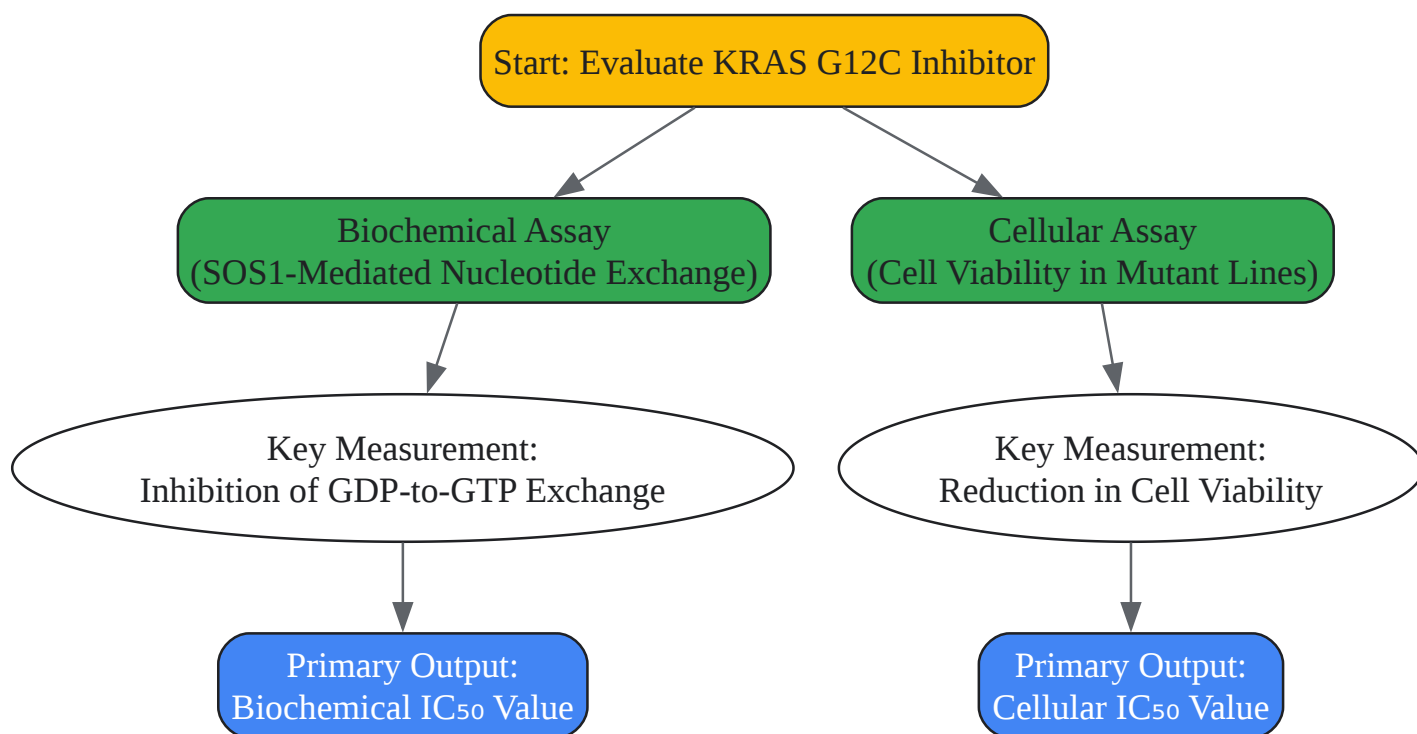 Start: Evaluate KRAS G12C Inhibitor
Biochemical Assay
(SOS1-Mediated Nucleotide Exchange)
Cellular Assay
(Cell Viability in Mutant Lines)
Key Measurement:
Inhibition of GDP-to-GTP Exchange
Key Measurement:
Reduction in Cell Viability
Primary Output:
Biochemical IC₅₀ Value
Primary Output:
Cellular IC₅₀ Value